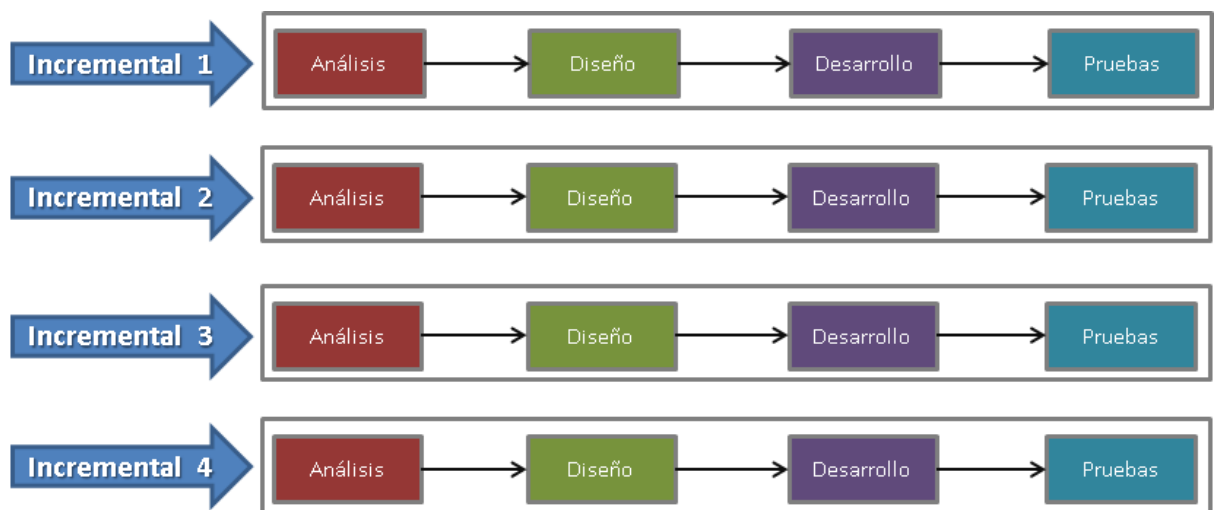 Incremental 1
Análisis
Diseño
Desarrollo
Pruebas
Incremental 2
Análisis
Diseño
Desarrollo
Pruebas
Incremental 3
Análisis
Diseño
Desarrollo
Pruebas
Incremental 4
Análisis
Diseño
Desarrollo
Pruebas